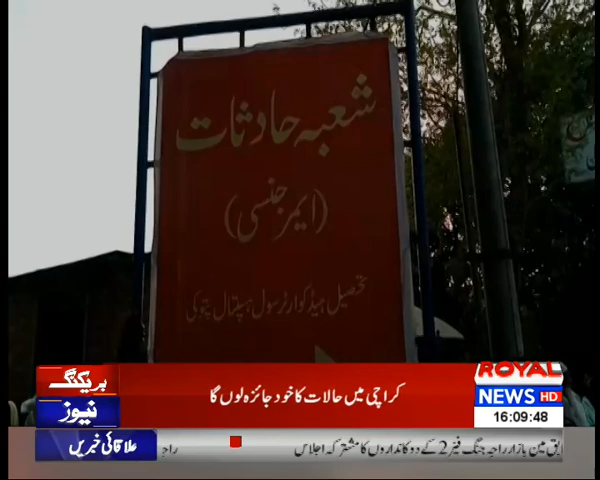 شعبہ حادثات
(ایمرجنسی)
تحصیل ہیڈ کوارٹر سول ہسپتال پتوکی
بریکنگ
نیوز
کراچی میں حالات کا خود جائزہ لوں گا
ROYAL
NEWS HD
16:09:48
علاقائی خبریں
بازار راجہ جنگ فیز 2 کے دوکانداروں کا مشترکہ اجلاس